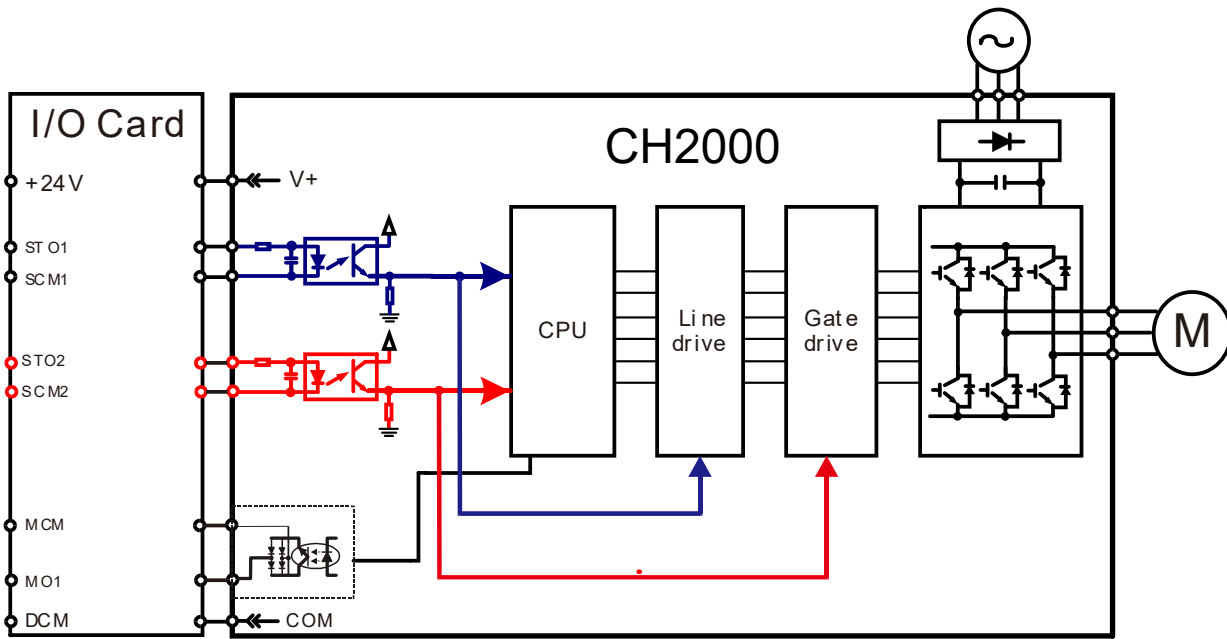 I/O Card
CH2000
+24V
V+
STO1
SCM1
STO2
SCM2
CPU
Line
drive
Gate
drive
M
MCM
MO1
DCM
COM